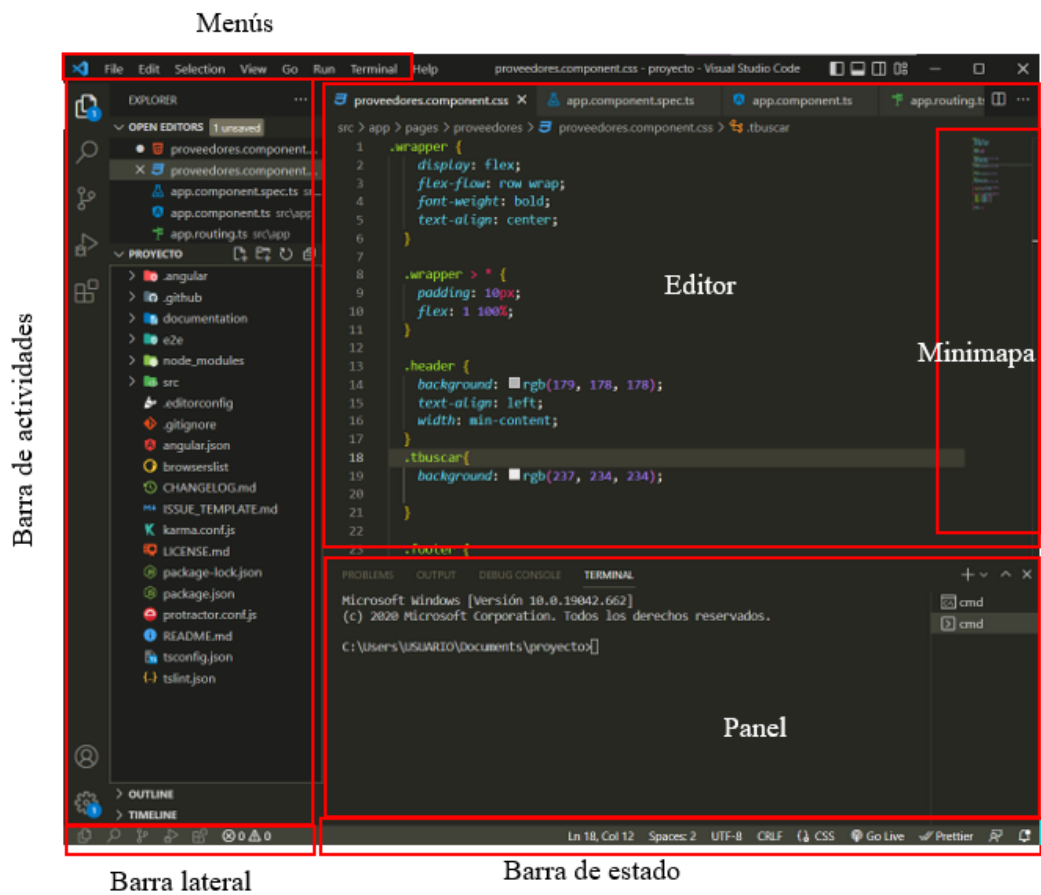 Menús
File Edit Selection View Go Run Terminal Help proveedores.component.css - proyecto - Visual Studio Code
EXPLORER ...
OPEN EDITORS 1 unsaved
proveedores.component...
proveedores.component...
app.component.spec.ts sr...
app.component.ts src\app
app.routing.ts src\app
PROYECTO
.angular
.github
documentation
e2e
node_modules
src
.editorconfig
.gitignore
angular.json
browserslist
CHANGELOG.md
ISSUE_TEMPLATE.md
karma.conf.js
LICENSE.md
package-lock.json
package.json
protractor.conf.js
README.md
tsconfig.json
tslint.json
OUTLINE
TIMELINE
Barra de actividades
proveedores.component.css app.component.spec.ts app.component.ts app.routing.t
src > app > pages > proveedores > proveedores.component.css > .tbuscar
1 .wrapper {
2 display: flex;
3 flex-flow: row wrap;
4 font-weight: bold;
5 text-align: center;
6 }
7
8 .wrapper > * {
9 padding: 10px;
10 flex: 1 100%;
11 }
12
13 .header {
14 background: rgb(179, 178, 178);
15 text-align: left;
16 width: min-content;
17 }
18 .tbuscar{
19 background: rgb(237, 234, 234);
20
21 }
22
23 .footer {
Editor
Minimapa
PROBLEMS OUTPUT DEBUG CONSOLE TERMINAL
Microsoft Windows [Versión 10.0.19042.662]
(c) 2020 Microsoft Corporation. Todos los derechos reservados.
C:\Users\USUARIO\Documents\proyecto>
cmd
cmd
Panel
0 0 Ln 18, Col 12 Spaces: 2 UTF-8 CRLF CSS Go Live Prettier
Barra lateral
Barra de estado